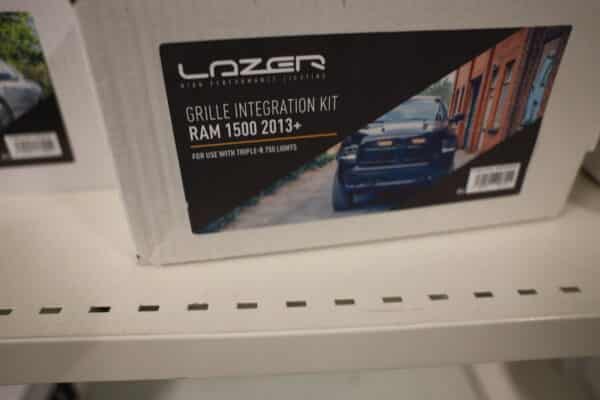 LAZER
HIGH PERFORMANCE LIGHTING
GRILLE INTEGRATION KIT
RAM 1500 2013+
FOR USE WITH TRIPLE-R 750 LIGHTS